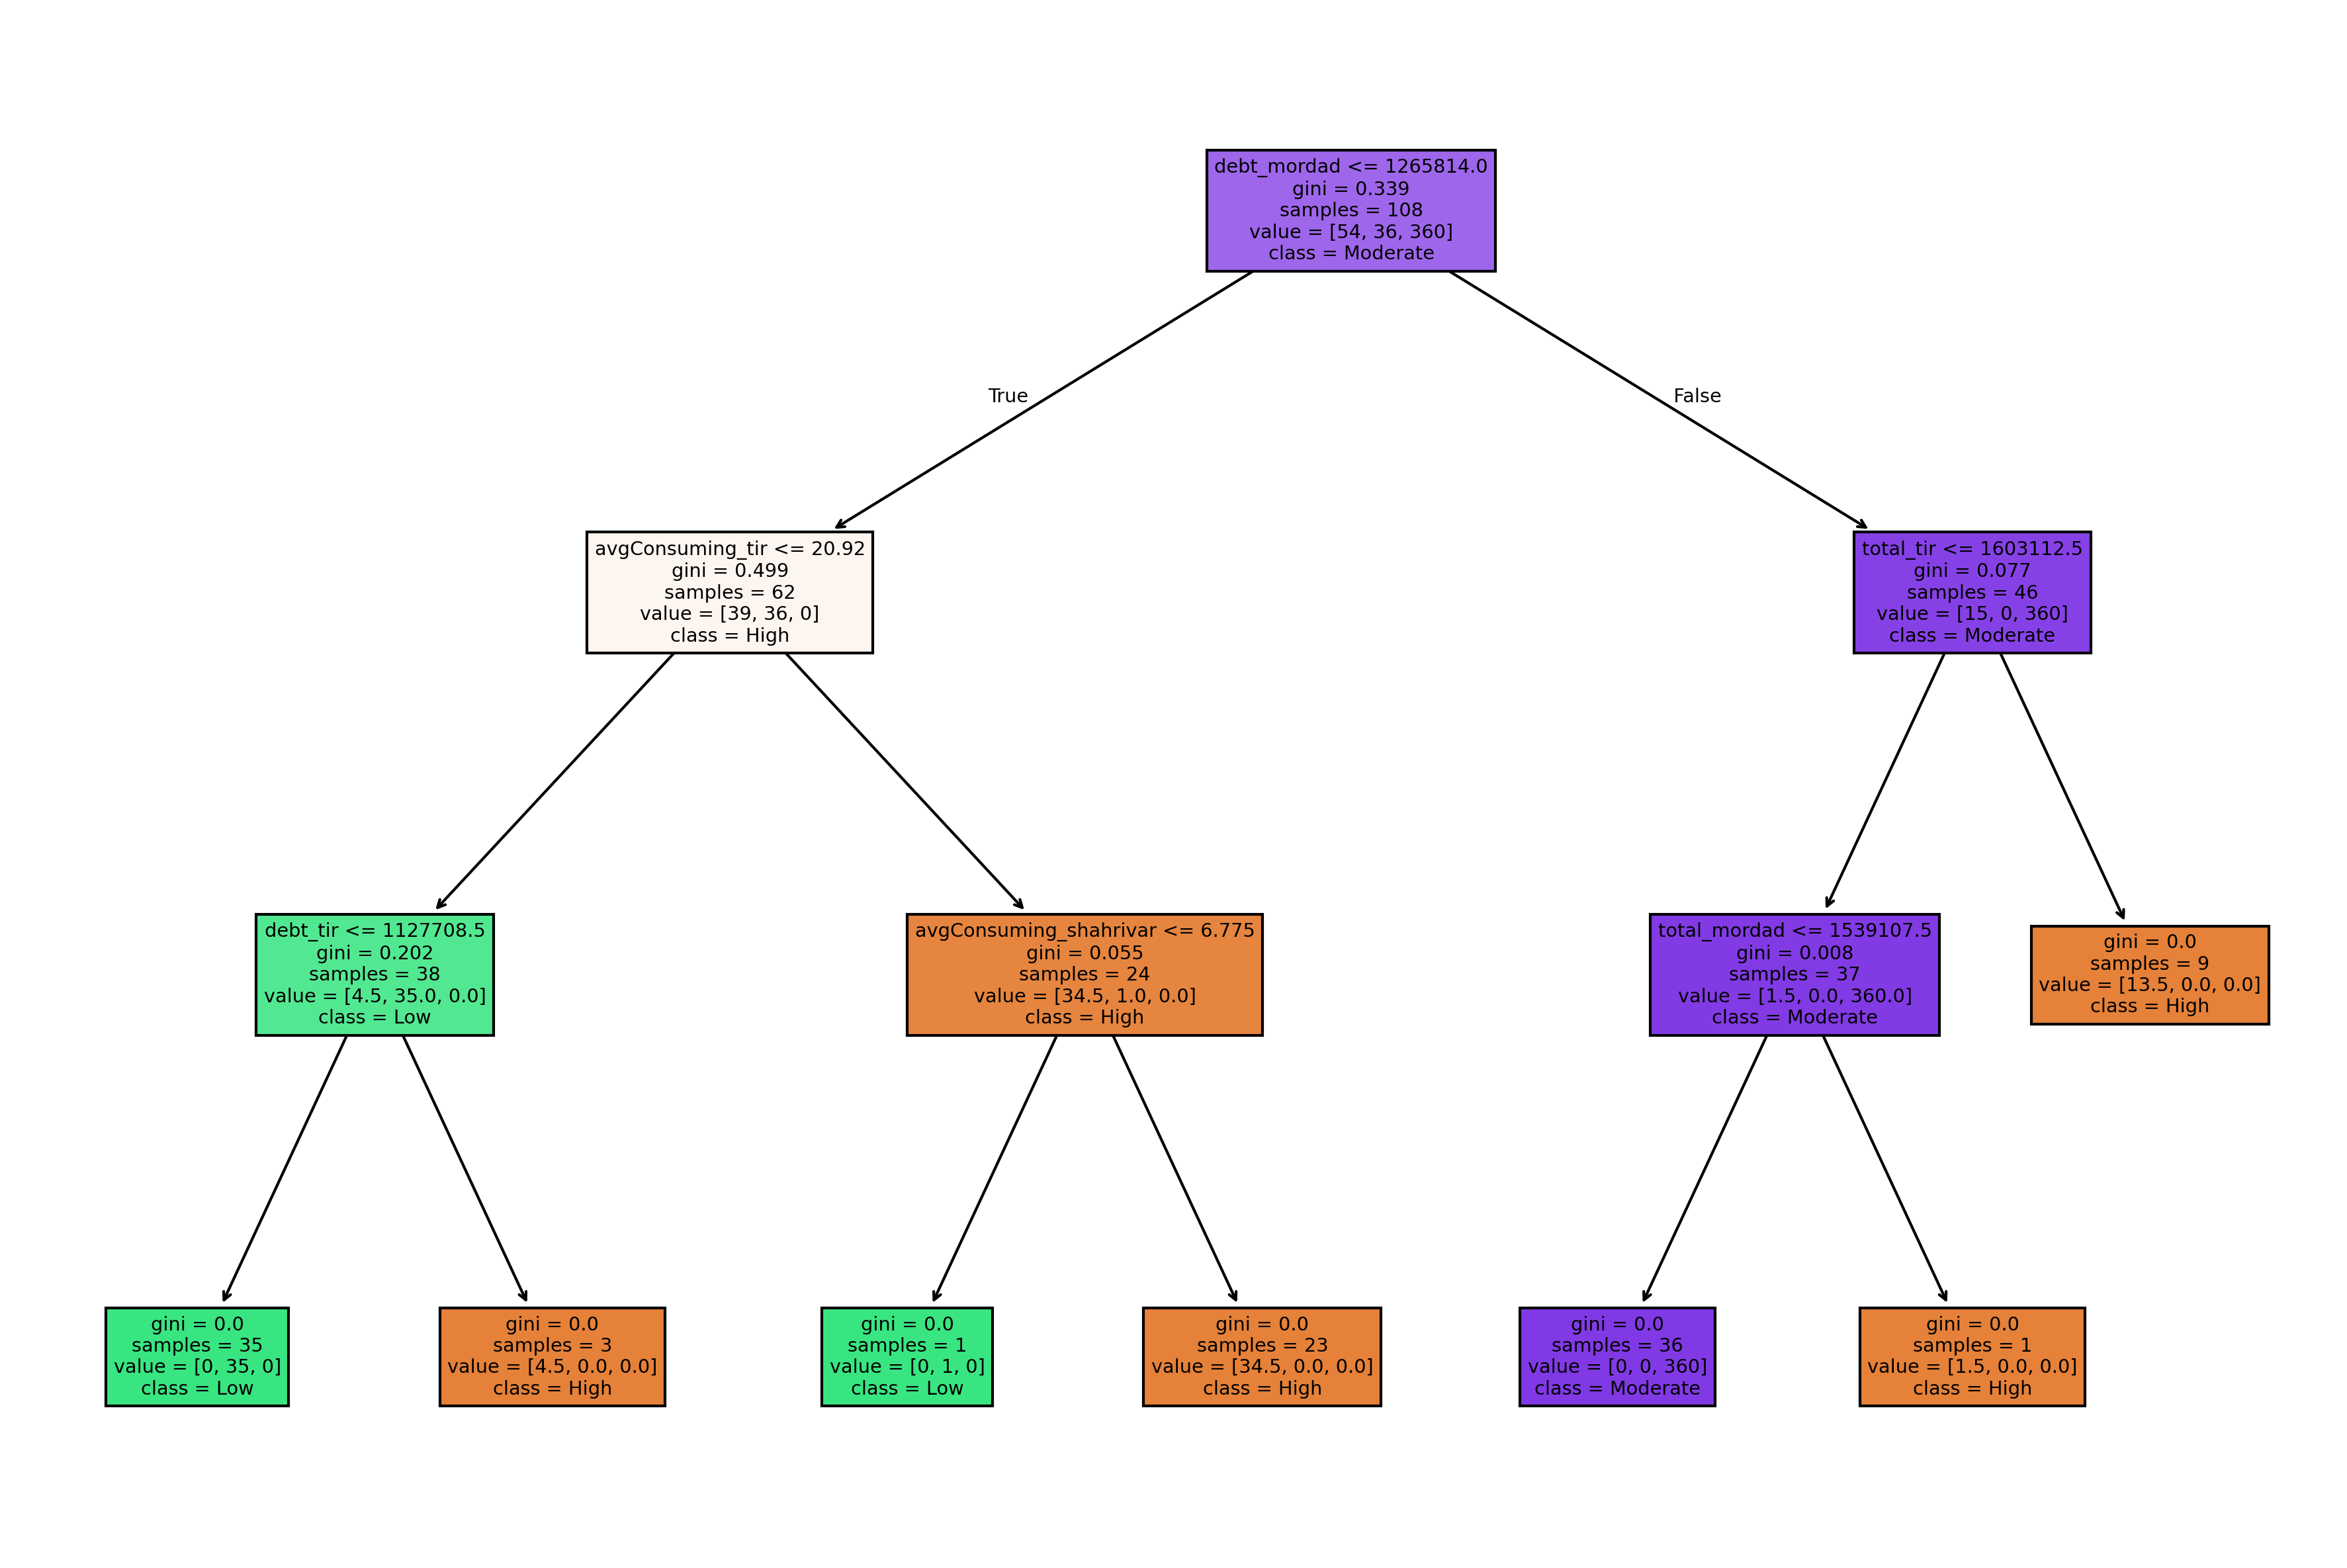 debt_mordad <= 1265814.0
gini = 0.339
samples = 108
value = [54, 36, 360]
class = Moderate
True
False
avgConsuming_tir <= 20.92
gini = 0.499
samples = 62
value = [39, 36, 0]
class = High
total_tir <= 1603112.5
gini = 0.077
samples = 46
value = [15, 0, 360]
class = Moderate
debt_tir <= 1127708.5
gini = 0.202
samples = 38
value = [4.5, 35.0, 0.0]
class = Low
avgConsuming_shahrivar <= 6.775
gini = 0.055
samples = 24
value = [34.5, 1.0, 0.0]
class = High
total_mordad <= 1539107.5
gini = 0.008
samples = 37
value = [1.5, 0.0, 360.0]
class = Moderate
gini = 0.0
samples = 9
value = [13.5, 0.0, 0.0]
class = High
gini = 0.0
samples = 35
value = [0, 35, 0]
class = Low
gini = 0.0
samples = 3
value = [4.5, 0.0, 0.0]
class = High
gini = 0.0
samples = 1
value = [0, 1, 0]
class = Low
gini = 0.0
samples = 23
value = [34.5, 0.0, 0.0]
class = High
gini = 0.0
samples = 36
value = [0, 0, 360]
class = Moderate
gini = 0.0
samples = 1
value = [1.5, 0.0, 0.0]
class = High